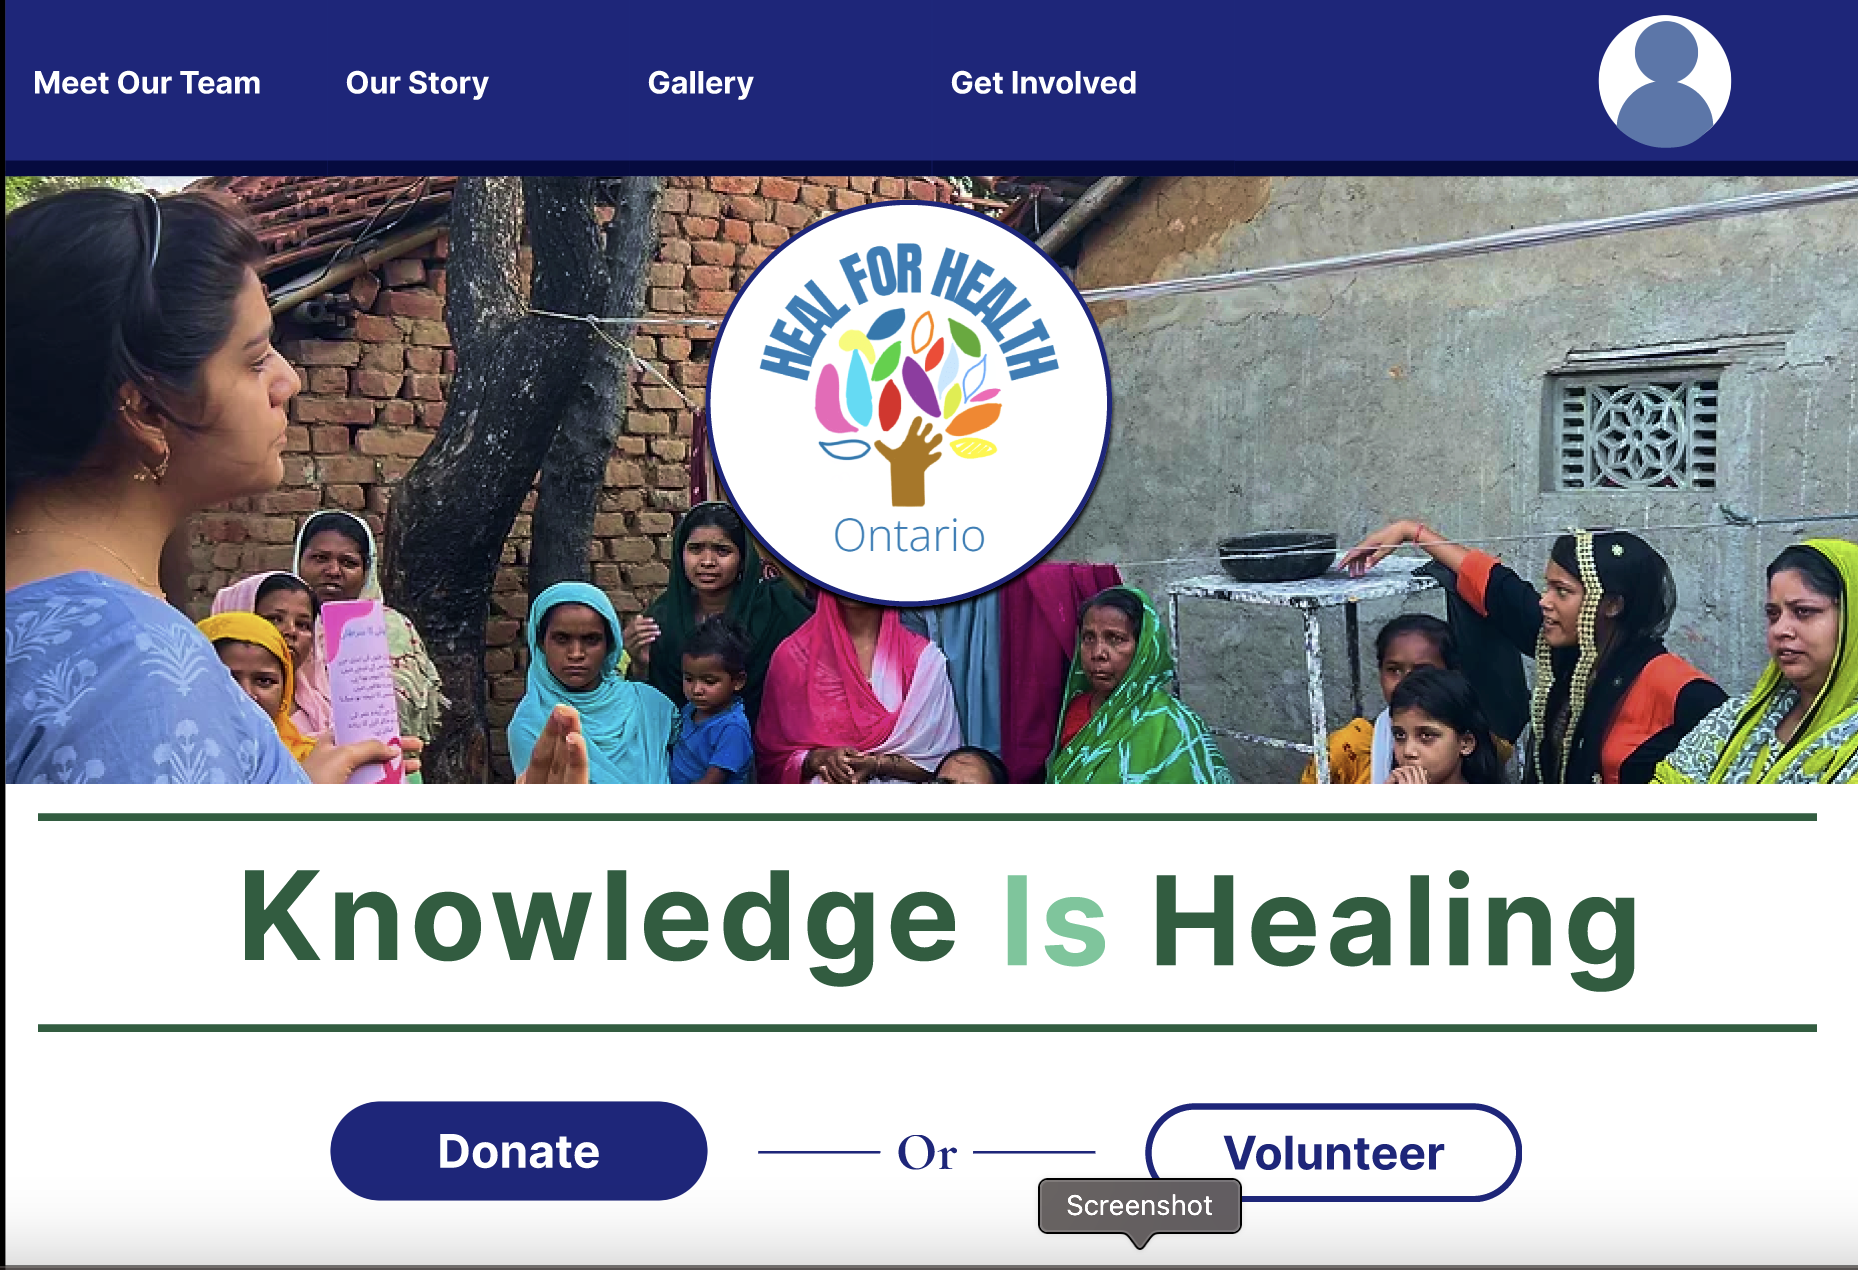 Meet Our Team Our Story Gallery Get Involved
HEAL FOR HEALTH
Ontario
Knowledge Is Healing
Donate Or Volunteer
Screenshot